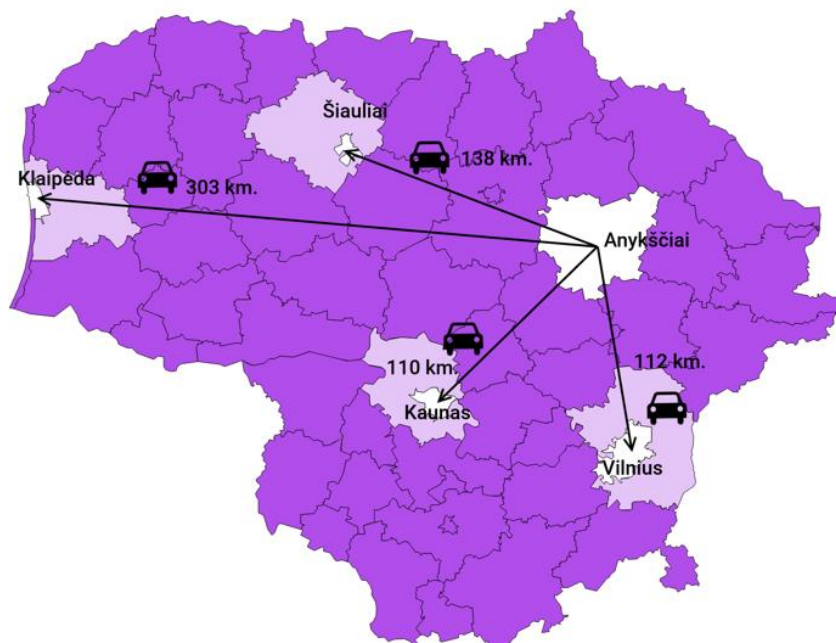 Šiauliai
138 km.
Klaipėda
303 km.
Anykščiai
110 km.
112 km.
Kaunas
Vilnius